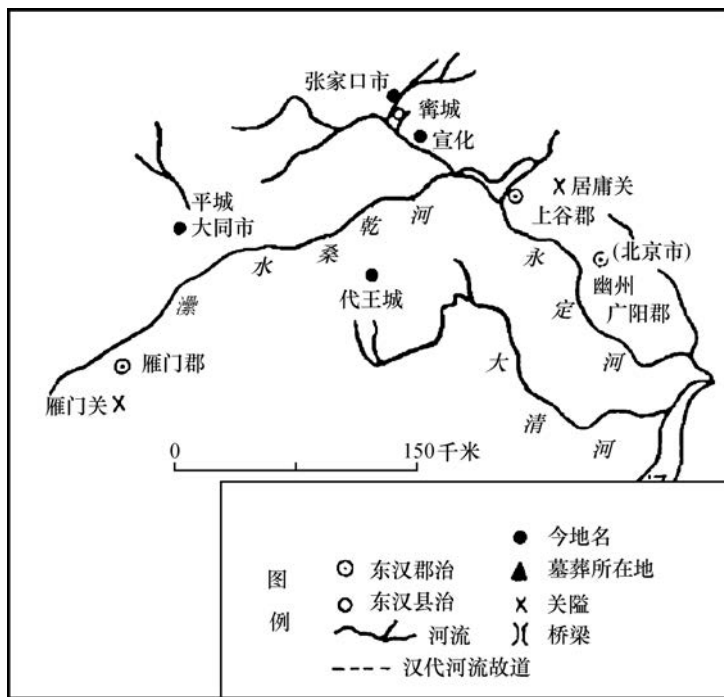 张家口市
甯城
宣化
平城
大同市
居庸关
上谷郡
(北京市)
幽州
广阳郡
㶟水
桑乾河
永定河
代王城
大清河
雁门郡
雁门关
0 150千米
图例
东汉郡治
东汉县治
河流
汉代河流故道
今地名
墓葬所在地
关隘
桥梁